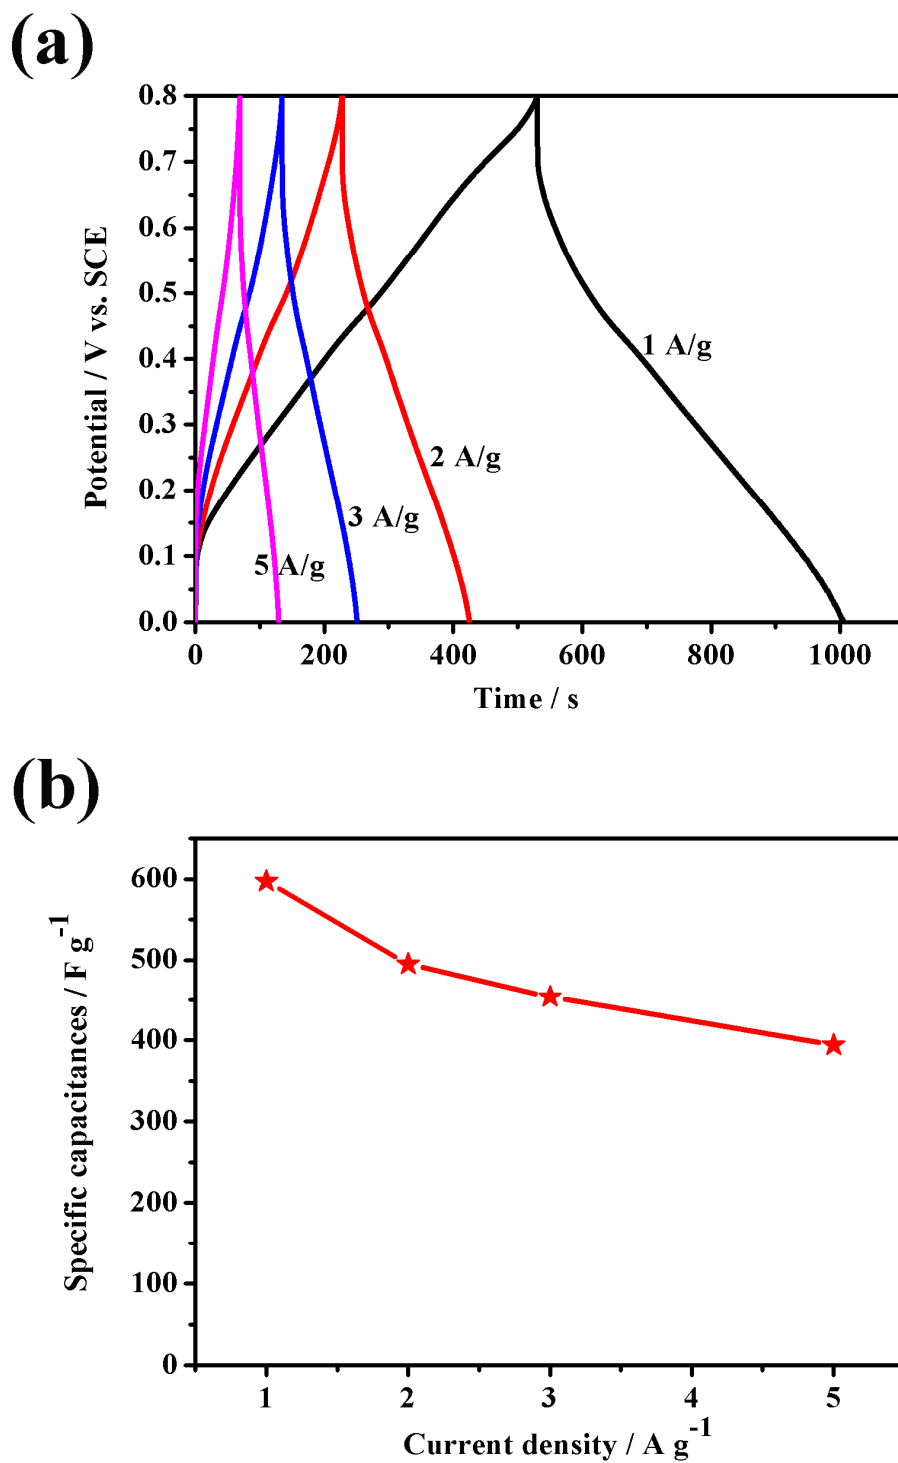 (a)
0.8
0.7
0.6
0.5
0.4
0.3
0.2
0.1
0.0
Potential / V vs. SCE
1 A/g
2 A/g
3 A/g
5 A/g
0 200 400 600 800 1000
Time / s
(b)
600
500
400
300
200
100
0
Specific capacitances / F g-1
1 2 3 4 5
Current density / A g-1